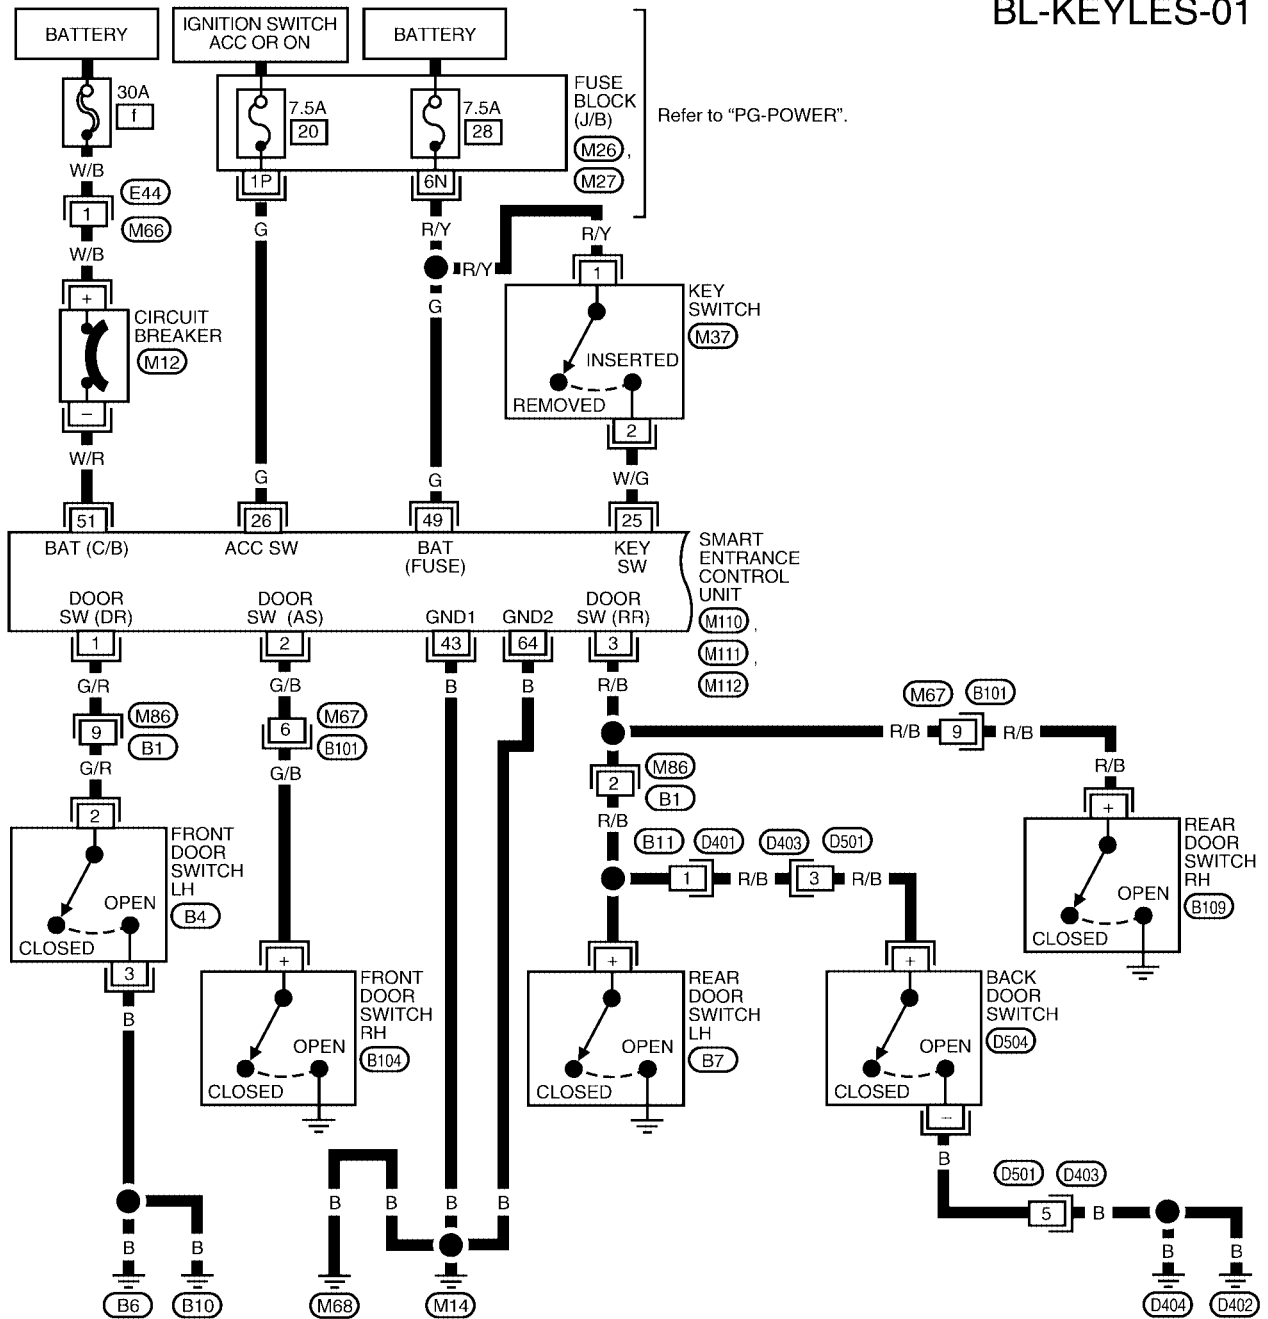 BL-KEYLES-01
BATTERY
IGNITION SWITCH
ACC OR ON
BATTERY
30A
f
7.5A
20
7.5A
28
FUSE
BLOCK
(J/B)
M26 ,
M27
Refer to “PG-POWER”.
W/B
1P
6N
E44
1
M66
G
R/Y
R/Y
W/B
R/Y
1
+
G
KEY
SWITCH
M37
CIRCUIT
BREAKER
M12
INSERTED
REMOVED
–
2
W/R
G
G
W/G
51
26
49
25
BAT (C/B)
ACC SW
BAT
(FUSE)
KEY
SW
SMART
ENTRANCE
CONTROL
UNIT
M110 ,
M111 ,
M112
DOOR
SW (DR)
DOOR
SW (AS)
GND1
GND2
DOOR
SW (RR)
1
2
43
64
3
G/R
G/B
B
B
R/B
M86
9
B1
M67
6
B101
M67
B101
R/B
9
R/B
G/R
G/B
M86
2
B1
R/B
R/B
2
+
B11
D401
D403
D501
1
R/B
3
R/B
FRONT
DOOR
SWITCH
LH
B4
OPEN
CLOSED
REAR
DOOR
SWITCH
RH
B109
OPEN
CLOSED
3
+
+
+
B
FRONT
DOOR
SWITCH
RH
B104
OPEN
CLOSED
REAR
DOOR
SWITCH
LH
B7
OPEN
CLOSED
BACK
DOOR
SWITCH
D504
OPEN
CLOSED
–
B
D501
D403
5
B
B
B
B
B
B
B
B
B
B6
B10
M68
M14
D404
D402